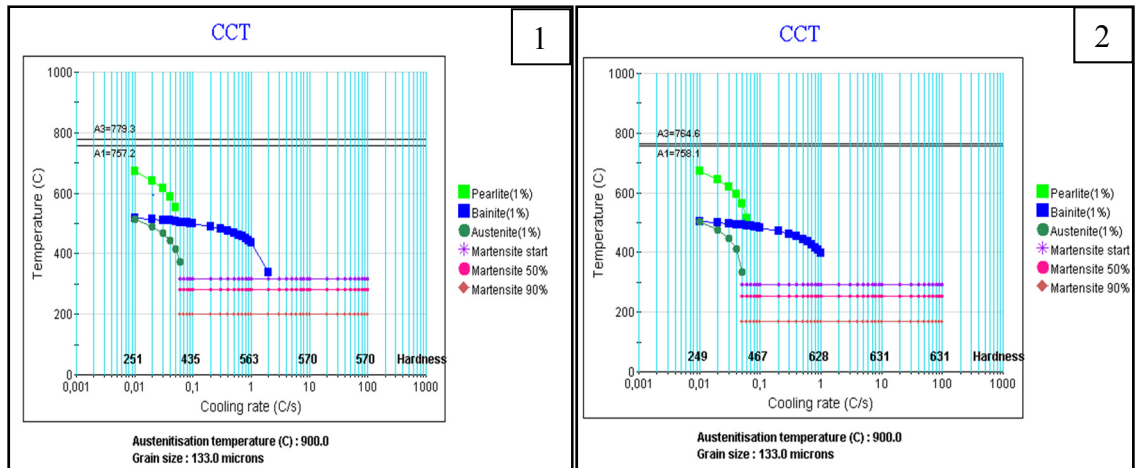 CCT
1
1000
800
600
400
200
0
Temperature (C)
A3=779.3
A1=757.2
251 435 563 570 570 Hardness
0,001 0,01 0,1 1 10 100 1000
Cooling rate (C/s)
Pearlite(1%)
Bainite(1%)
Austenite(1%)
Martensite start
Martensite 50%
Martensite 90%
Austenitisation temperature (C) : 900.0
Grain size : 133.0 microns
CCT
2
1000
800
600
400
200
0
Temperature (C)
A3=764.6
A1=758.1
249 467 628 631 631 Hardness
0,001 0,01 0,1 1 10 100 1000
Cooling rate (C/s)
Pearlite(1%)
Bainite(1%)
Austenite(1%)
Martensite start
Martensite 50%
Martensite 90%
Austenitisation temperature (C) : 900.0
Grain size : 133.0 microns